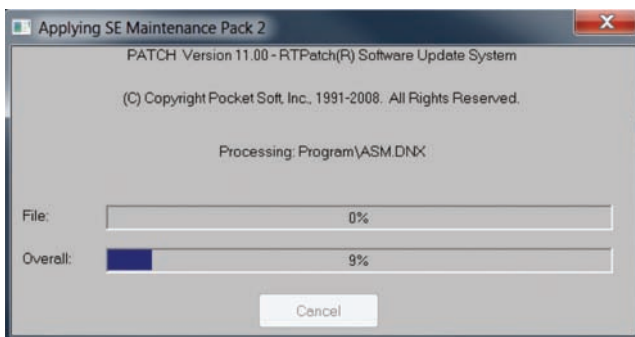 Applying SE Maintenance Pack 2
PATCH Version 11.00 - RTPatch(R) Software Update System
(C) Copyright Pocket Soft, Inc., 1991-2008. All Rights Reserved.
Processing: Program\ASM.DNX
File:
0%
Overall:
9%
Cancel